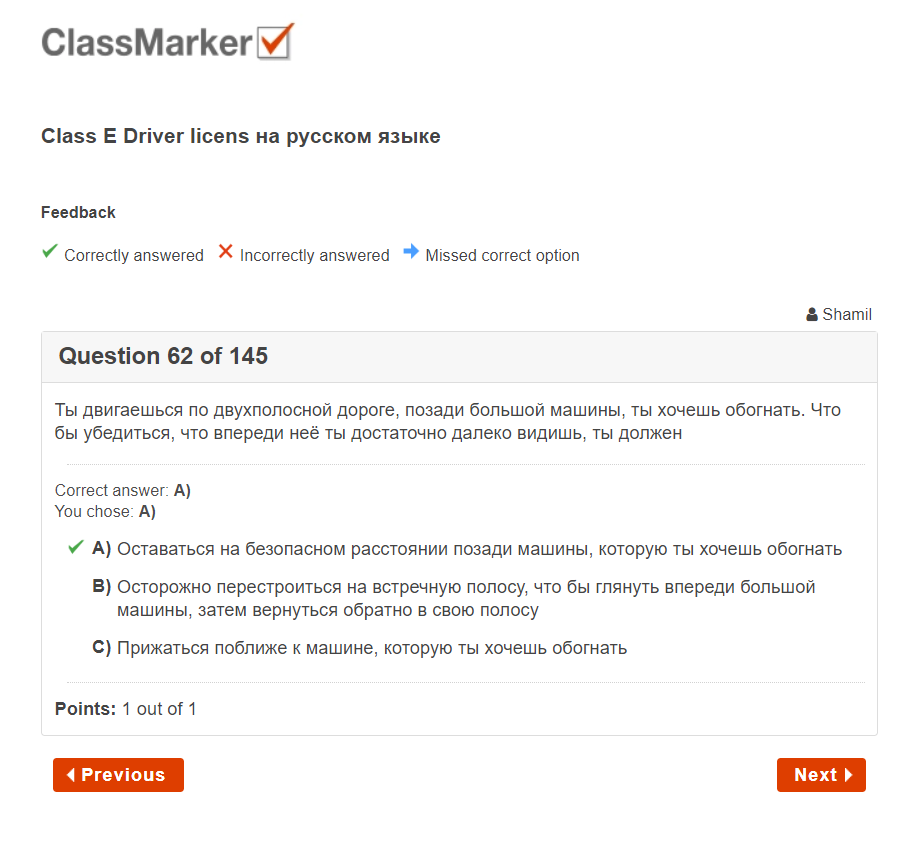 ClassMarker
Class E Driver licens на русском языке
Feedback
Correctly answered Incorrectly answered Missed correct option
Shamil
Question 62 of 145
Ты двигаешься по двухполосной дороге, позади большой машины, ты хочешь обогнать. Что
бы убедиться, что впереди неё ты достаточно далеко видишь, ты должен
Correct answer: A)
You chose: A)
A) Оставаться на безопасном расстоянии позади машины, которую ты хочешь обогнать
B) Осторожно перестроиться на встречную полосу, что бы глянуть впереди большой
машины, затем вернуться обратно в свою полосу
C) Прижаться поближе к машине, которую ты хочешь обогнать
Points: 1 out of 1
Previous
Next